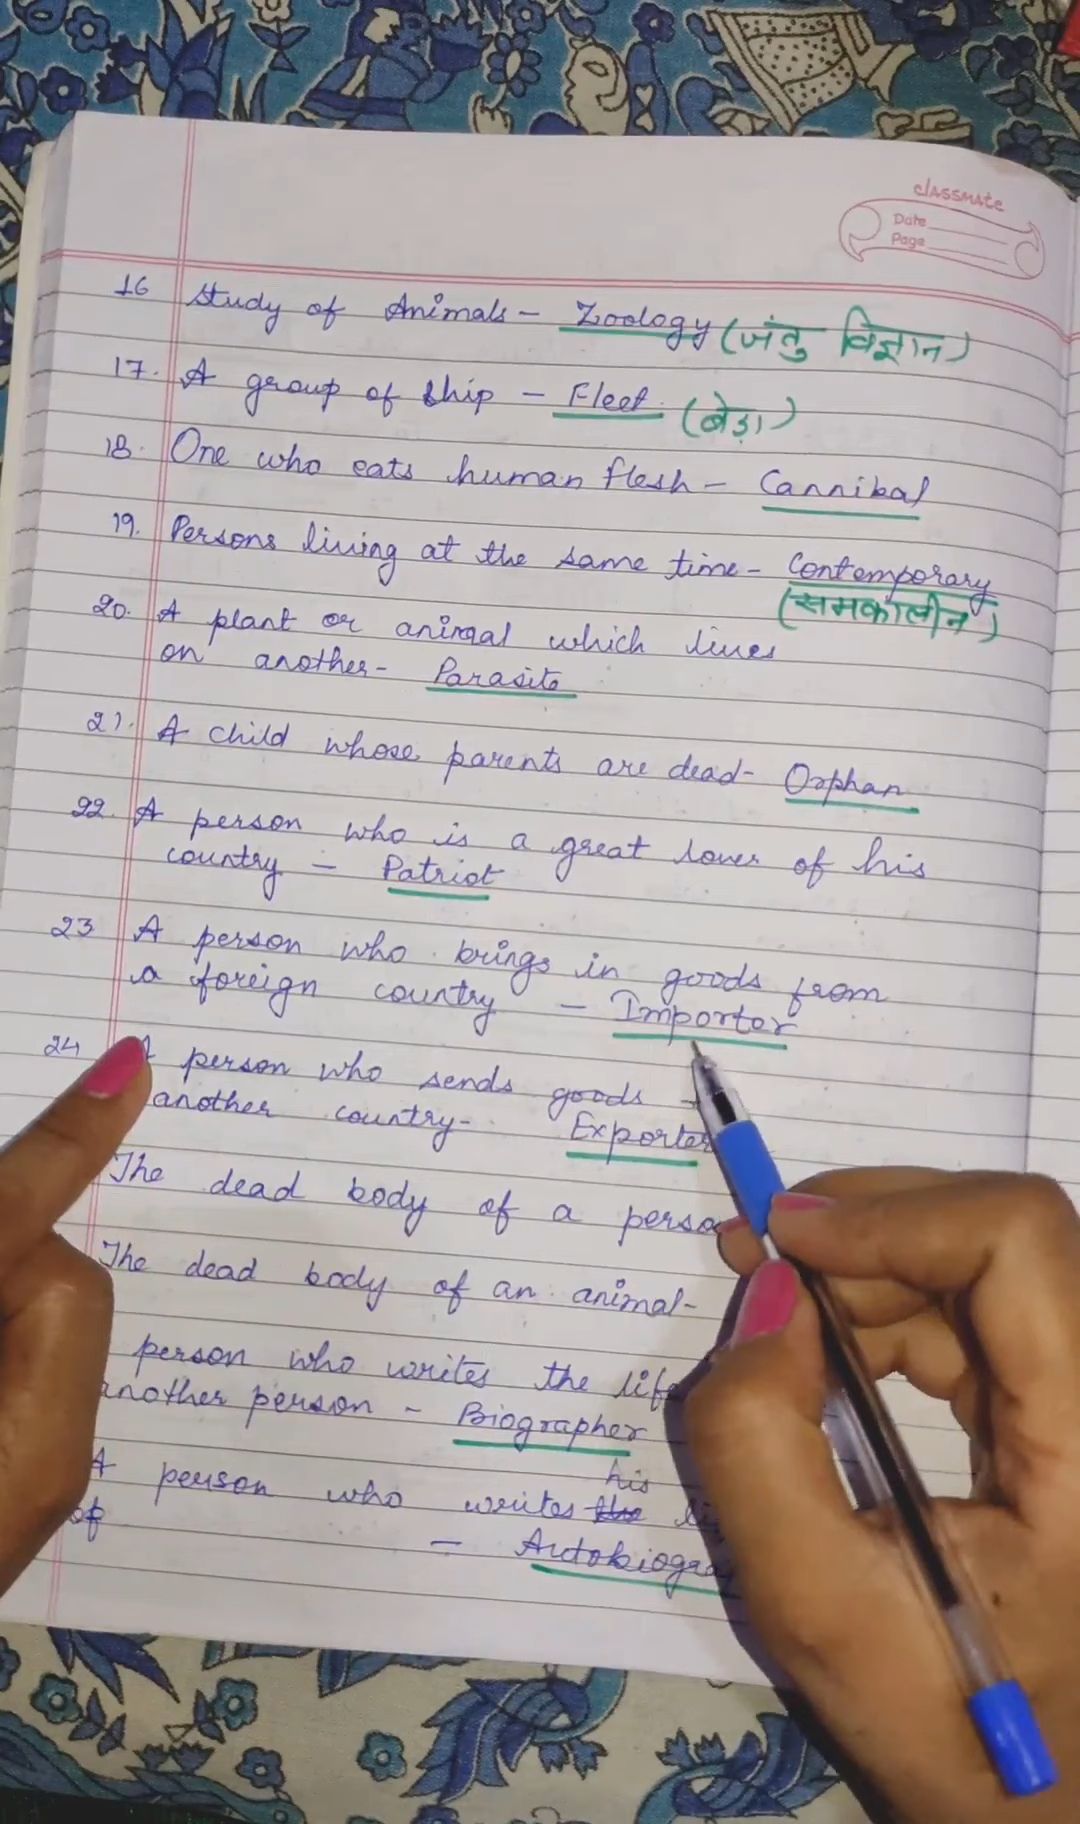 classmate
Date
Page
16 Study of Animals - Zoology (जंतु विज्ञान)
17. A group of ship - Fleet (बेड़ा)
18. One who eats human flesh - Cannibal
19. Persons living at the same time - Contemporary
(समकालीन)
20. A plant or animal which lives
on another - Parasite
21. A child whose parents are dead - Orphan
22. A person who is a great lover of his
country - Patriot
23 A person who brings in goods from
a foreign country - Importer
24 A person who sends goods
another country - Exporter
The dead body of a
The dead body of an animal -
person who writes the
another person - Biographer
his
A person who writes the
of -